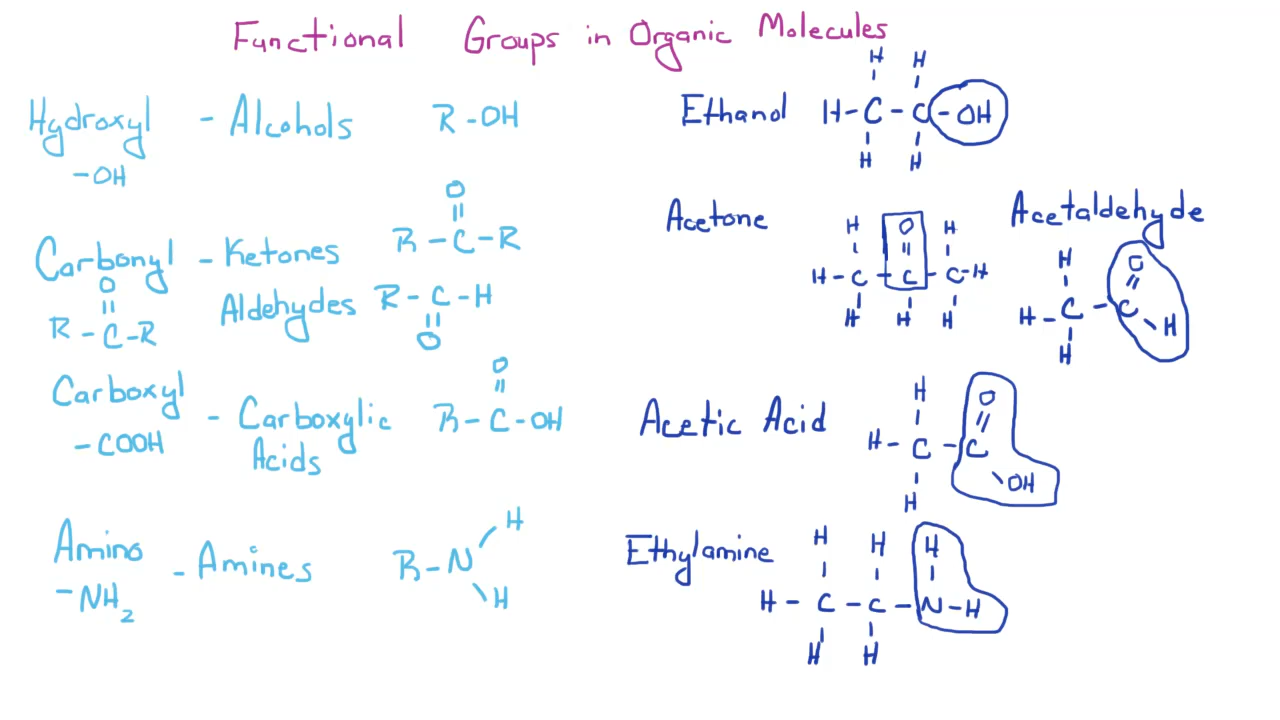 Functional Groups in Organic Molecules
Hydroxyl - Alcohols R-OH
-OH
Ethanol
H H
H-C-C-OH
H H
Carbonyl - Ketones
O
R-C-R
Aldehydes
O
R-C-R
R-C-H
O
Acetone
H O H
H-C-C-C-H
H H H
Acetaldehyde
H O
H-C-C
H
H
Carboxyl - Carboxylic
Acids
-COOH
O
R-C-OH
Acetic Acid
H O
H-C-C
OH
H
Amino - Amines
-NH2
H
R-N
H
Ethylamine
H H H
H-C-C-N-H
H H